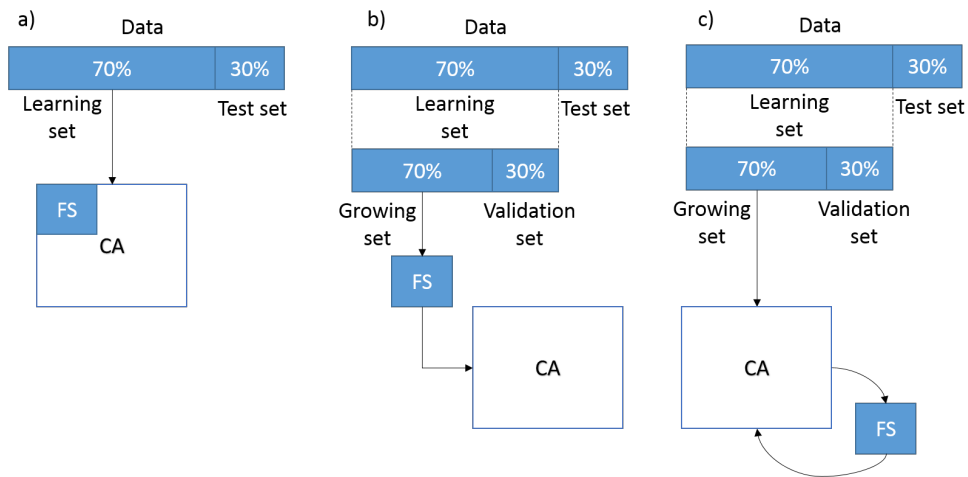 a)
Data
70%
30%
Learning
set
Test set
FS
CA
b)
Data
70%
30%
Learning
set
Test set
70%
30%
Growing
set
Validation
set
FS
CA
c)
Data
70%
30%
Learning
set
Test set
70%
30%
Growing
set
Validation
set
CA
FS